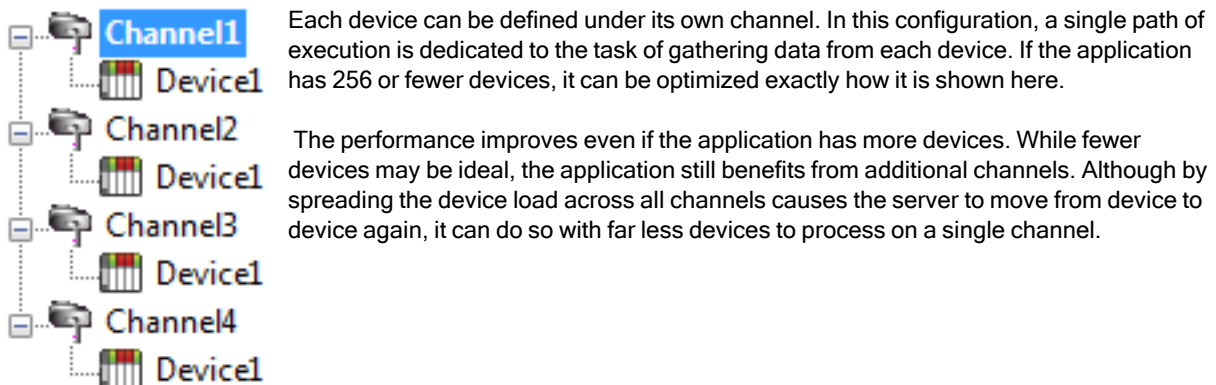 Channel1
Device1
Channel2
Device1
Channel3
Device1
Channel4
Device1
Each device can be defined under its own channel. In this configuration, a single path of
execution is dedicated to the task of gathering data from each device. If the application
has 256 or fewer devices, it can be optimized exactly how it is shown here.
The performance improves even if the application has more devices. While fewer
devices may be ideal, the application still benefits from additional channels. Although by
spreading the device load across all channels causes the server to move from device to
device again, it can do so with far less devices to process on a single channel.